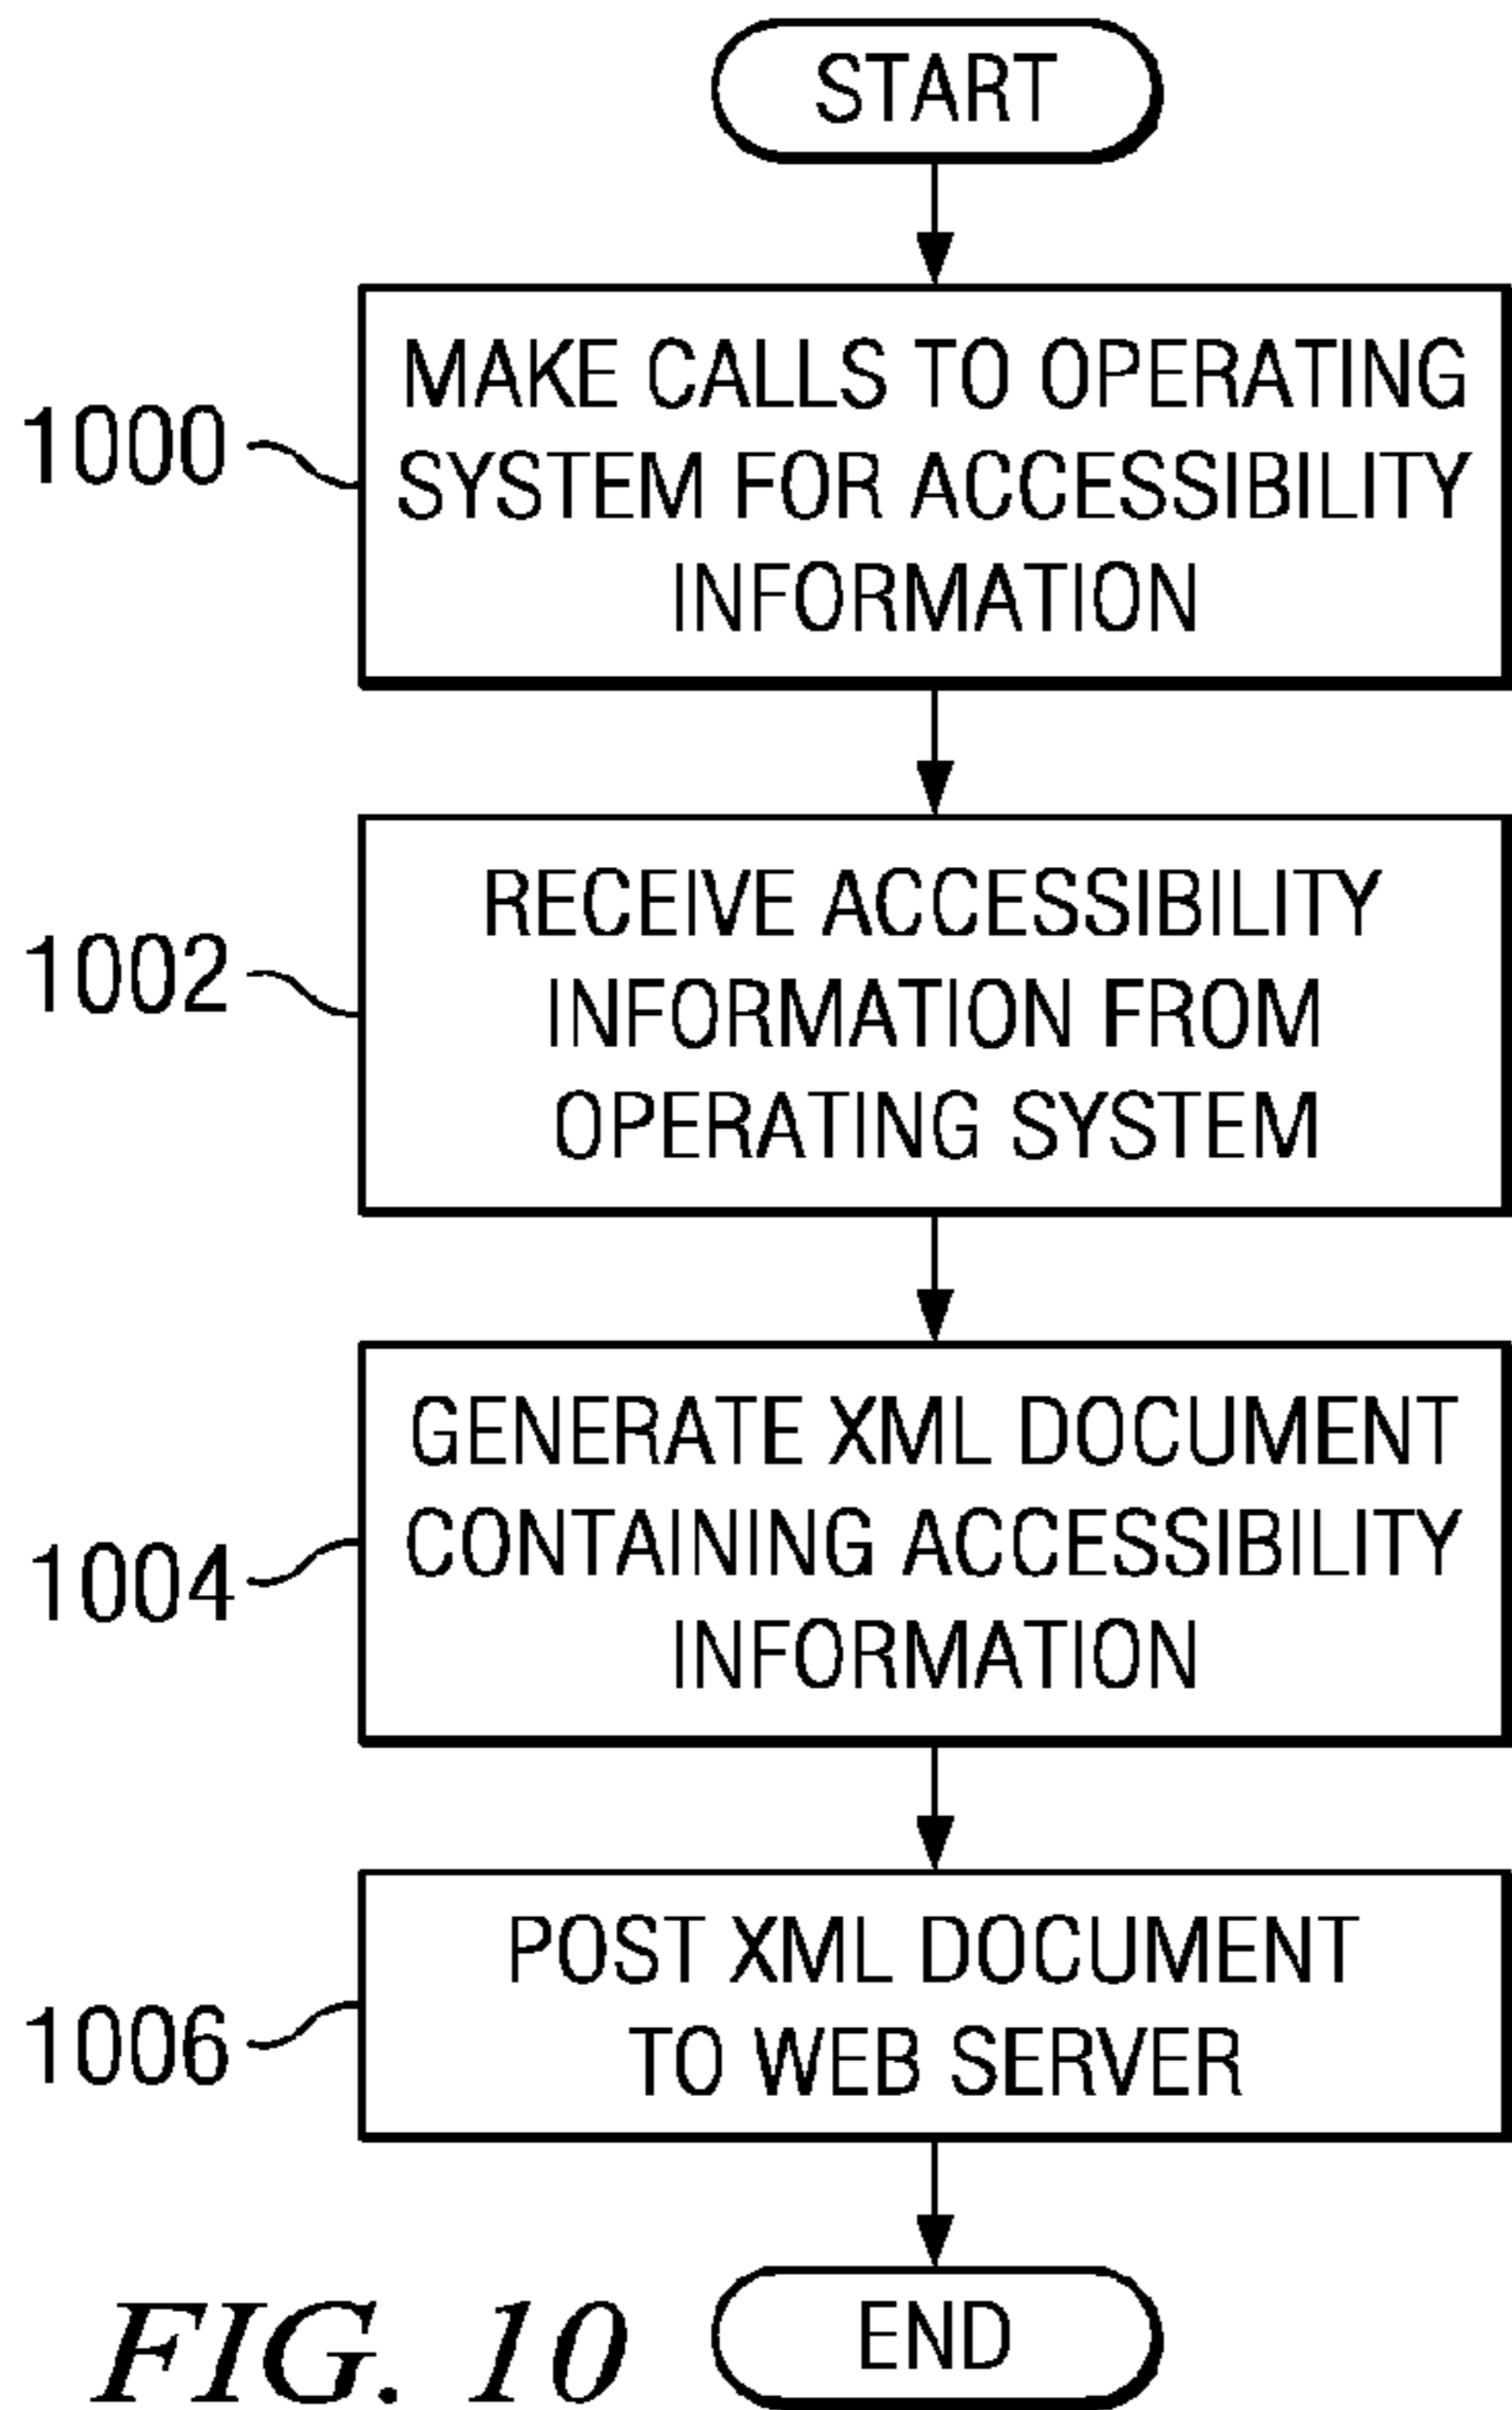 START
1000
MAKE CALLS TO OPERATING
SYSTEM FOR ACCESSIBILITY
INFORMATION
1002
RECEIVE ACCESSIBILITY
INFORMATION FROM
OPERATING SYSTEM
1004
GENERATE XML DOCUMENT
CONTAINING ACCESSIBILITY
INFORMATION
1006
POST XML DOCUMENT
TO WEB SERVER
END
FIG. 10